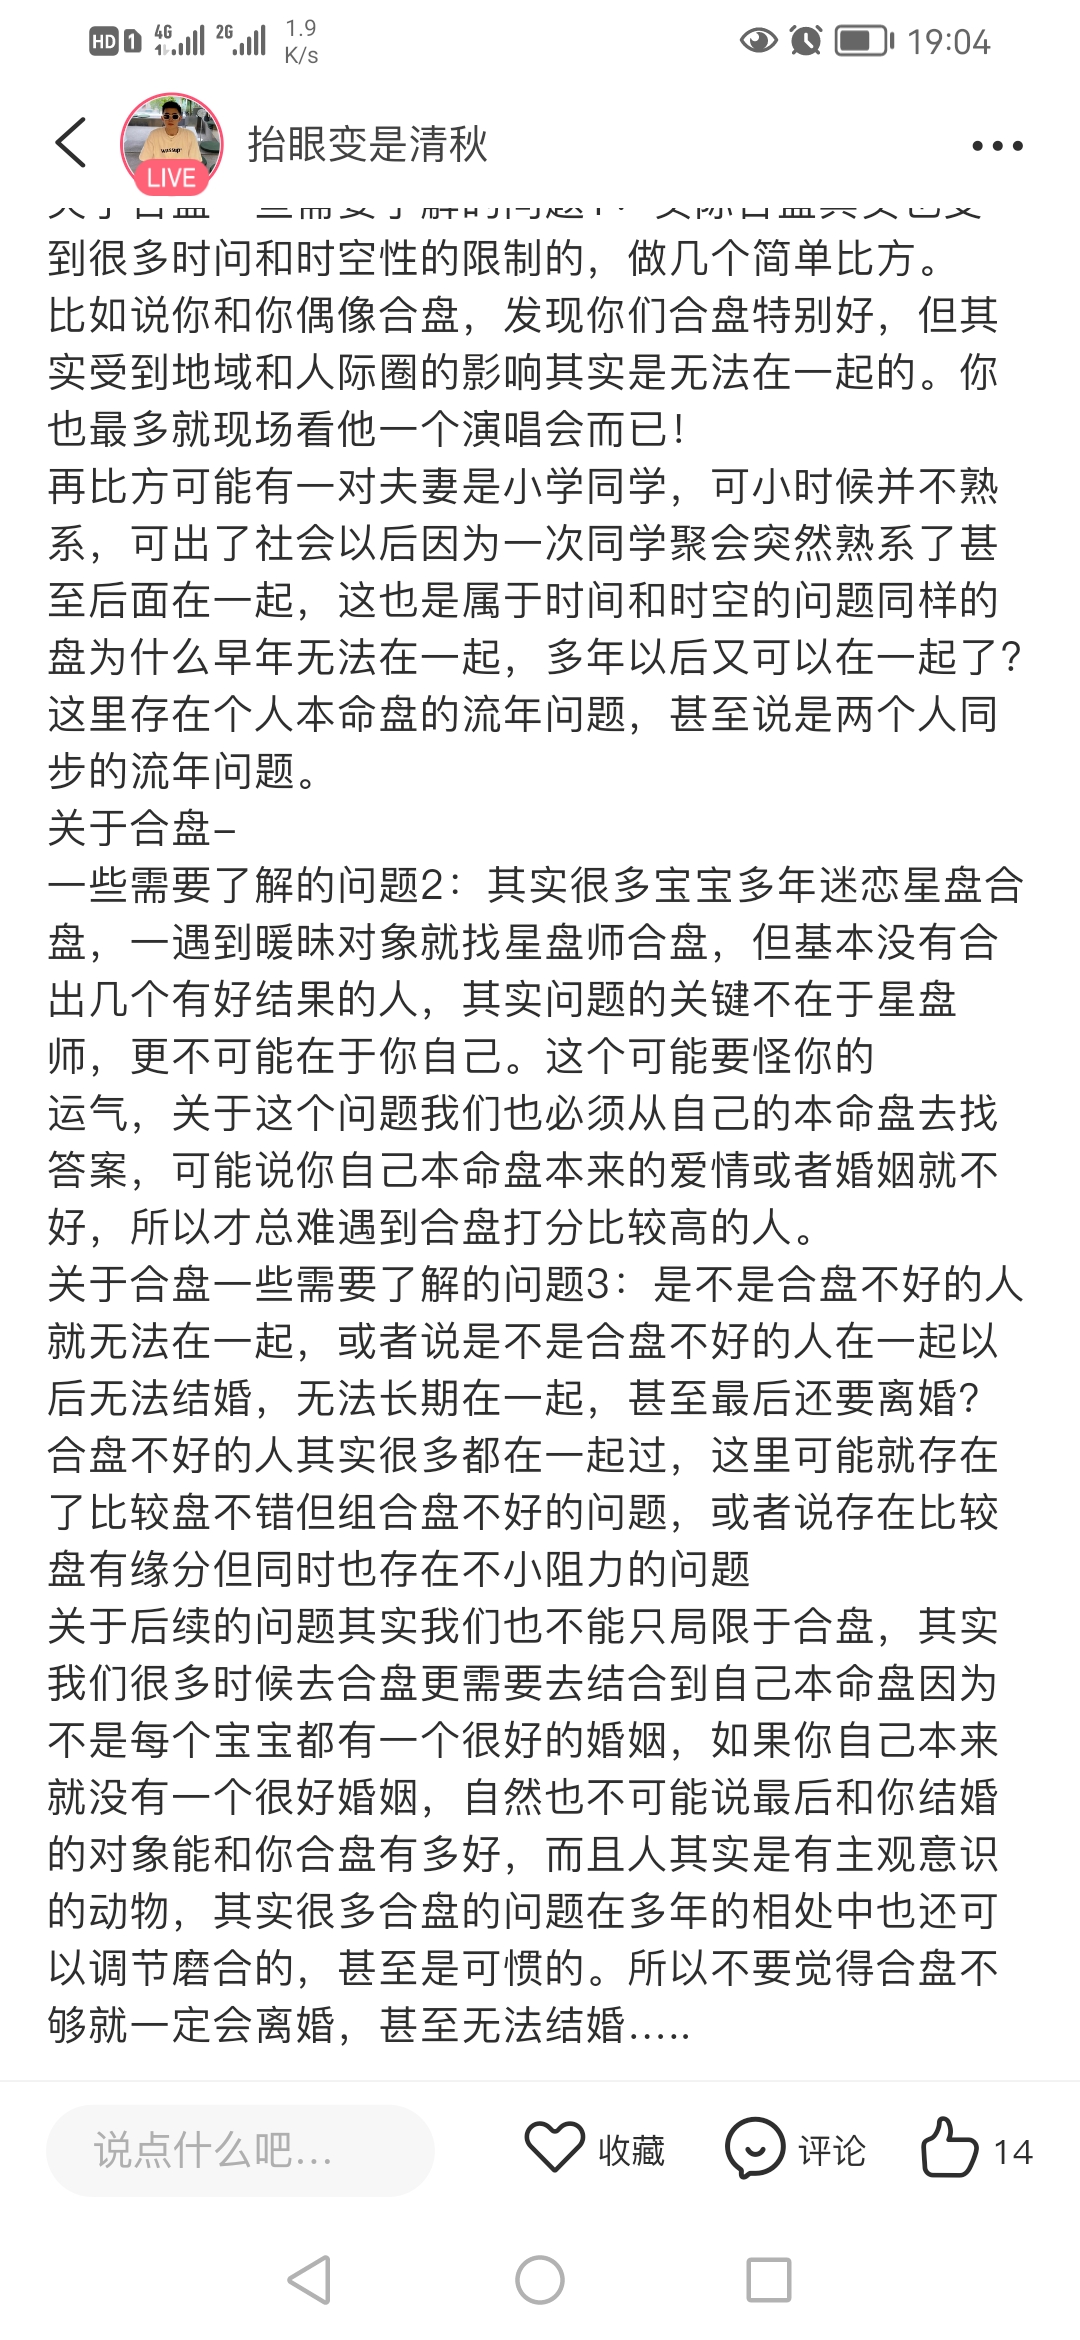 HD 1 4G 2G 1.9 K/s 19:04
抬眼变是清秋
LIVE
到很多时间和时空性的限制的，做几个简单比方。
比如说你和你偶像合盘，发现你们合盘特别好，但其
实受到地域和人际圈的影响其实是无法在一起的。你
也最多就现场看他一个演唱会而已！
再比方可能有一对夫妻是小学同学，可小时候并不熟
系，可出了社会以后因为一次同学聚会突然熟系了甚
至后面在一起，这也是属于时间和时空的问题同样的
盘为什么早年无法在一起，多年以后又可以在一起了？
这里存在个人本命盘的流年问题，甚至说是两个人同
步的流年问题。
关于合盘–
一些需要了解的问题2：其实很多宝宝多年迷恋星盘合
盘，一遇到暧昧对象就找星盘师合盘，但基本没有合
出几个有好结果的人，其实问题的关键不在于星盘
师，更不可能在于你自己。这个可能要怪你的
运气，关于这个问题我们也必须从自己的本命盘去找
答案，可能说你自己本命盘本来的爱情或者婚姻就不
好，所以才总难遇到合盘打分比较高的人。
关于合盘一些需要了解的问题3：是不是合盘不好的人
就无法在一起，或者说是不是合盘不好的人在一起以
后无法结婚，无法长期在一起，甚至最后还要离婚？
合盘不好的人其实很多都在一起过，这里可能就存在
了比较盘不错但组合盘不好的问题，或者说存在比较
盘有缘分但同时也存在不小阻力的问题
关于后续的问题其实我们也不能只局限于合盘，其实
我们很多时候去合盘更需要去结合到自己本命盘因为
不是每个宝宝都有一个很好的婚姻，如果你自己本来
就没有一个很好婚姻，自然也不可能说最后和你结婚
的对象能和你合盘有多好，而且人其实是有主观意识
的动物，其实很多合盘的问题在多年的相处中也还可
以调节磨合的，甚至是可惯的。所以不要觉得合盘不
够就一定会离婚，甚至无法结婚.....
说点什么吧... 收藏 评论 14